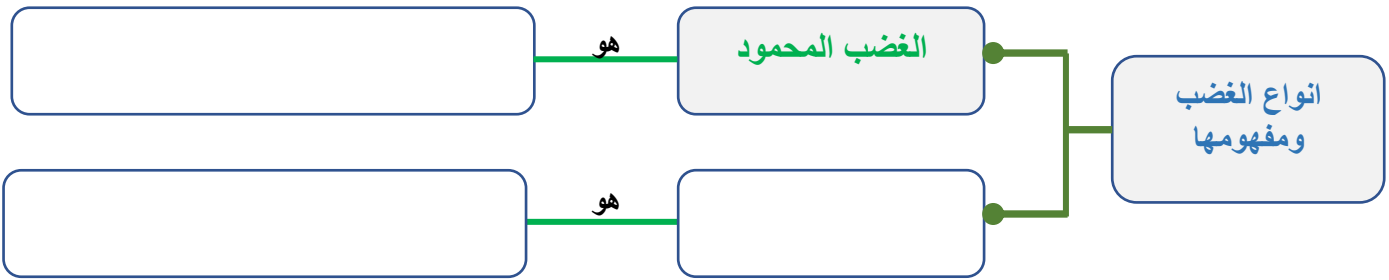 انواع الغضب
ومفهومها
الغضب المحمود
هو
هو